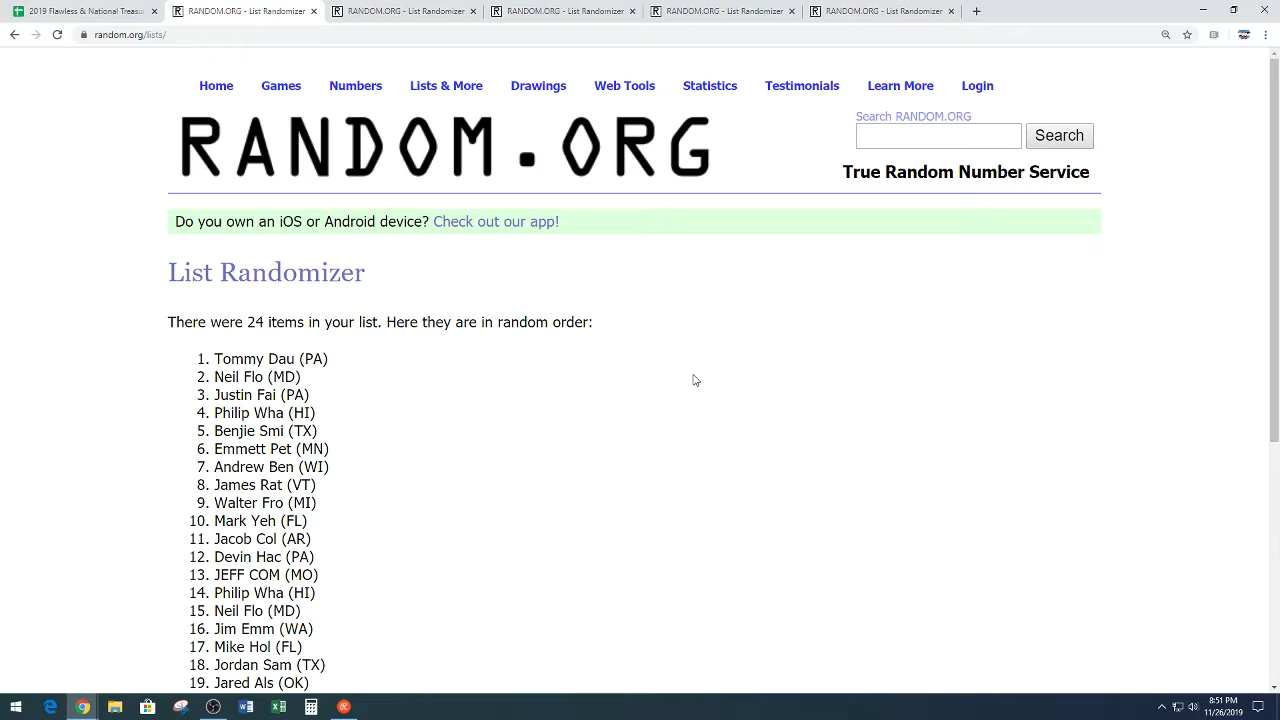 2019 Flawless & National Treasu
RANDOM.ORG - List Randomizer
RANDOM.ORG - List Randomizer
RANDOM.ORG - List Randomizer
RANDOM.ORG - List Randomizer
RANDOM.ORG - List Randomizer
random.org/lists/
Home Games Numbers Lists & More Drawings Web Tools Statistics Testimonials Learn More Login
RANDOM.ORG
Search RANDOM.ORG
Search
True Random Number Service
Do you own an iOS or Android device? Check out our app!
List Randomizer
There were 24 items in your list. Here they are in random order:
1. Tommy Dau (PA)
2. Neil Flo (MD)
3. Justin Fai (PA)
4. Philip Wha (HI)
5. Benjie Smi (TX)
6. Emmett Pet (MN)
7. Andrew Ben (WI)
8. James Rat (VT)
9. Walter Fro (MI)
10. Mark Yeh (FL)
11. Jacob Col (AR)
12. Devin Hac (PA)
13. JEFF COM (MO)
14. Philip Wha (HI)
15. Neil Flo (MD)
16. Jim Emm (WA)
17. Mike Hol (FL)
18. Jordan Sam (TX)
19. Jared Als (OK)
8:51 PM
11/26/2019